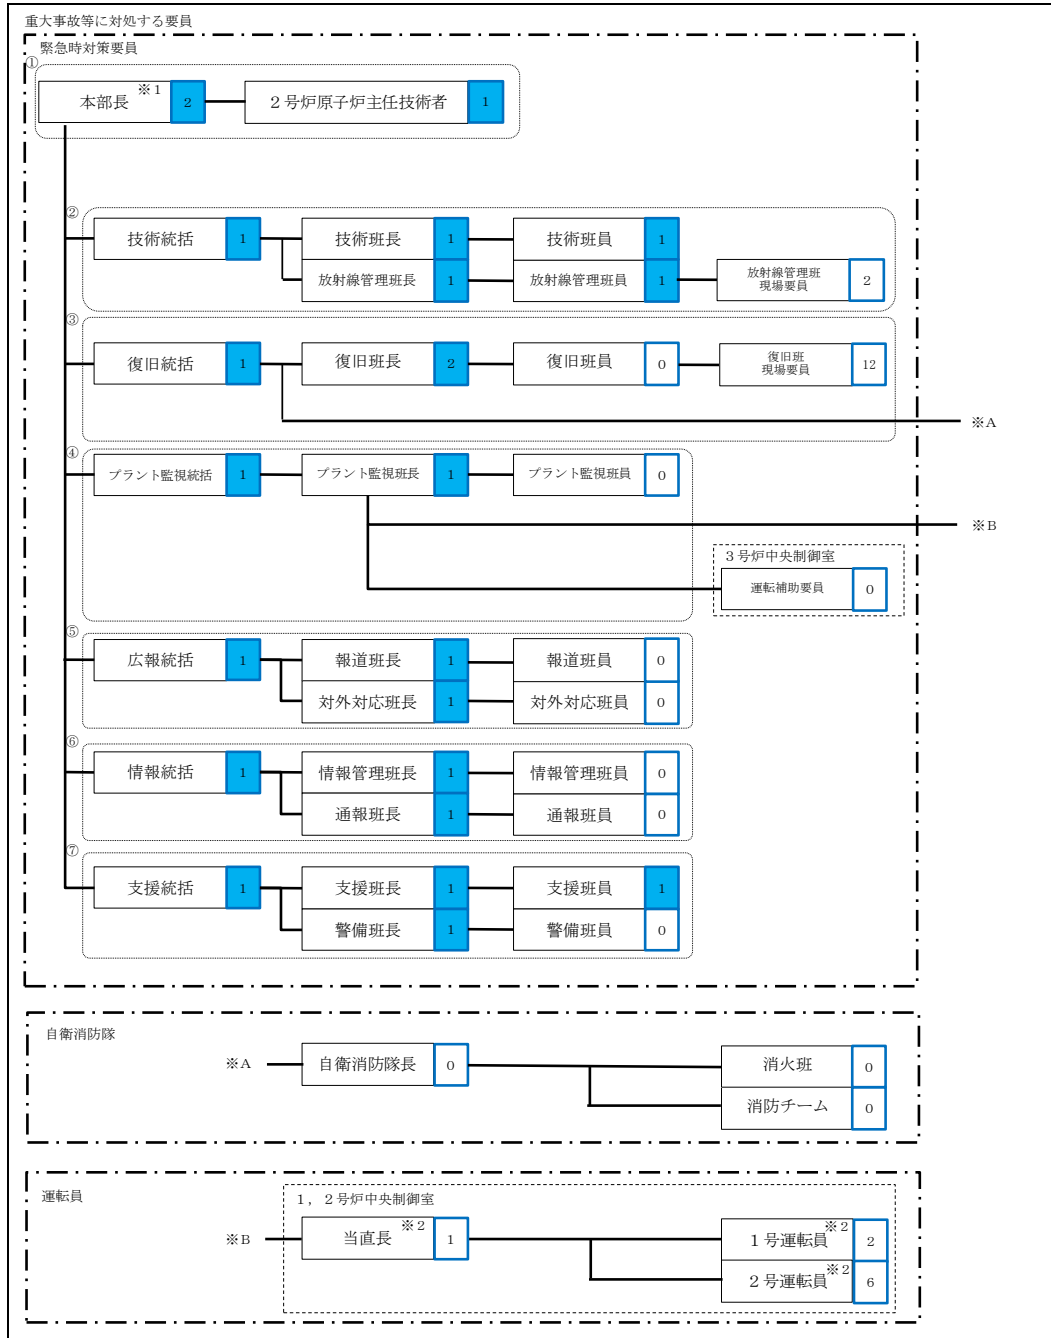 重大事故等に対処する要員
緊急時対策要員
①
本部長 ※1 2 2号炉原子炉主任技術者 1
②
技術統括 1 技術班長 1 技術班員 1
放射線管理班長 1 放射線管理班員 1 放射線管理班
現場要員 2
③
復旧統括 1 復旧班長 2 復旧班員 0 復旧班
現場要員 12
※A
④
プラント監視統括 1 プラント監視班長 1 プラント監視班員 0
※B
3号炉中央制御室
運転補助要員 0
⑤
広報統括 1 報道班長 1 報道班員 0
対外対応班長 1 対外対応班員 0
⑥
情報統括 1 情報管理班長 1 情報管理班員 0
通報班長 1 通報班員 0
⑦
支援統括 1 支援班長 1 支援班員 1
警備班長 1 警備班員 0
自衛消防隊
※A 自衛消防隊長 0 消火班 0
消防チーム 0
運転員
1,2号炉中央制御室
※B 当直長 ※2 1 1号運転員 ※2 2
2号運転員 ※2 6